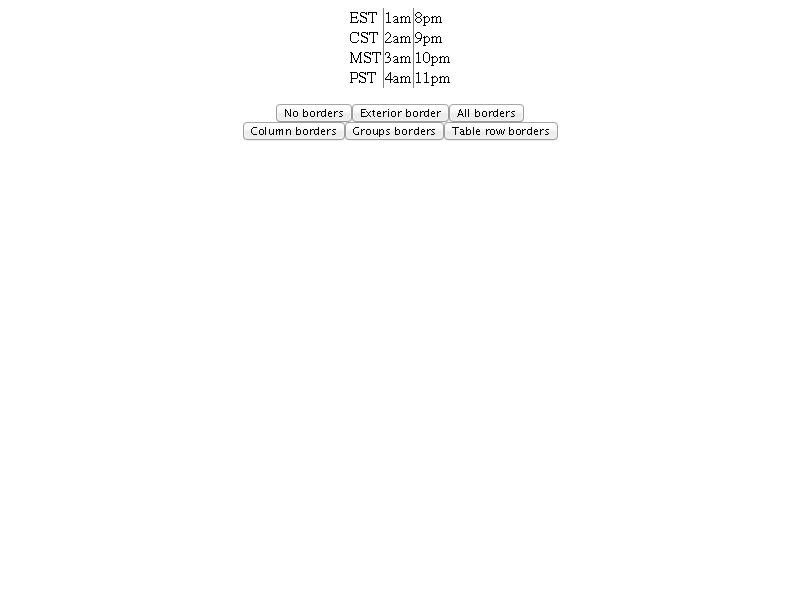 EST 1am 8pm
CST 2am 9pm
MST 3am 10pm
PST 4am 11pm
No borders Exterior border All borders
Column borders Groups borders Table row borders